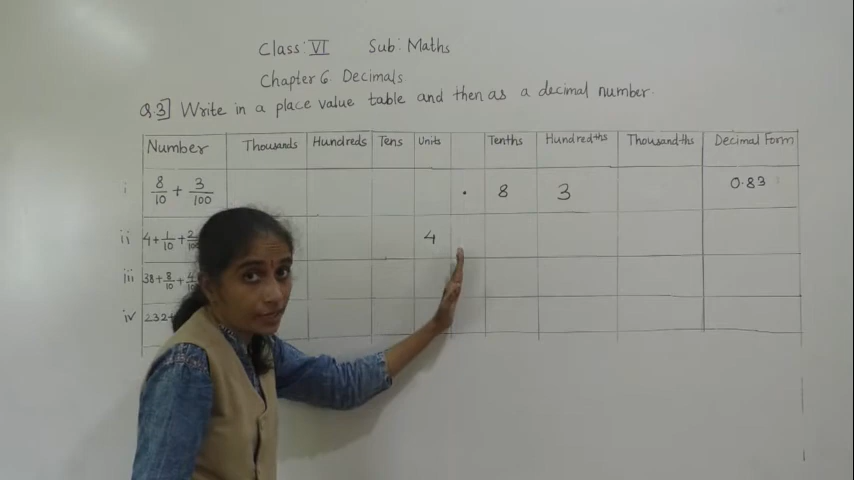 Class: VI Sub: Maths
Chapter 6 Decimals
Q.3] Write in a place value table and then as a decimal number.
Number Thousands Hundreds Tens Units Tenths Hundredths Thousandths Decimal Form
i 8/10 + 3/100 . 8 3 0.83
ii 4 + 1/10 + 2/100 4
iii 38 + 8/10 + 4/10
iv 232+